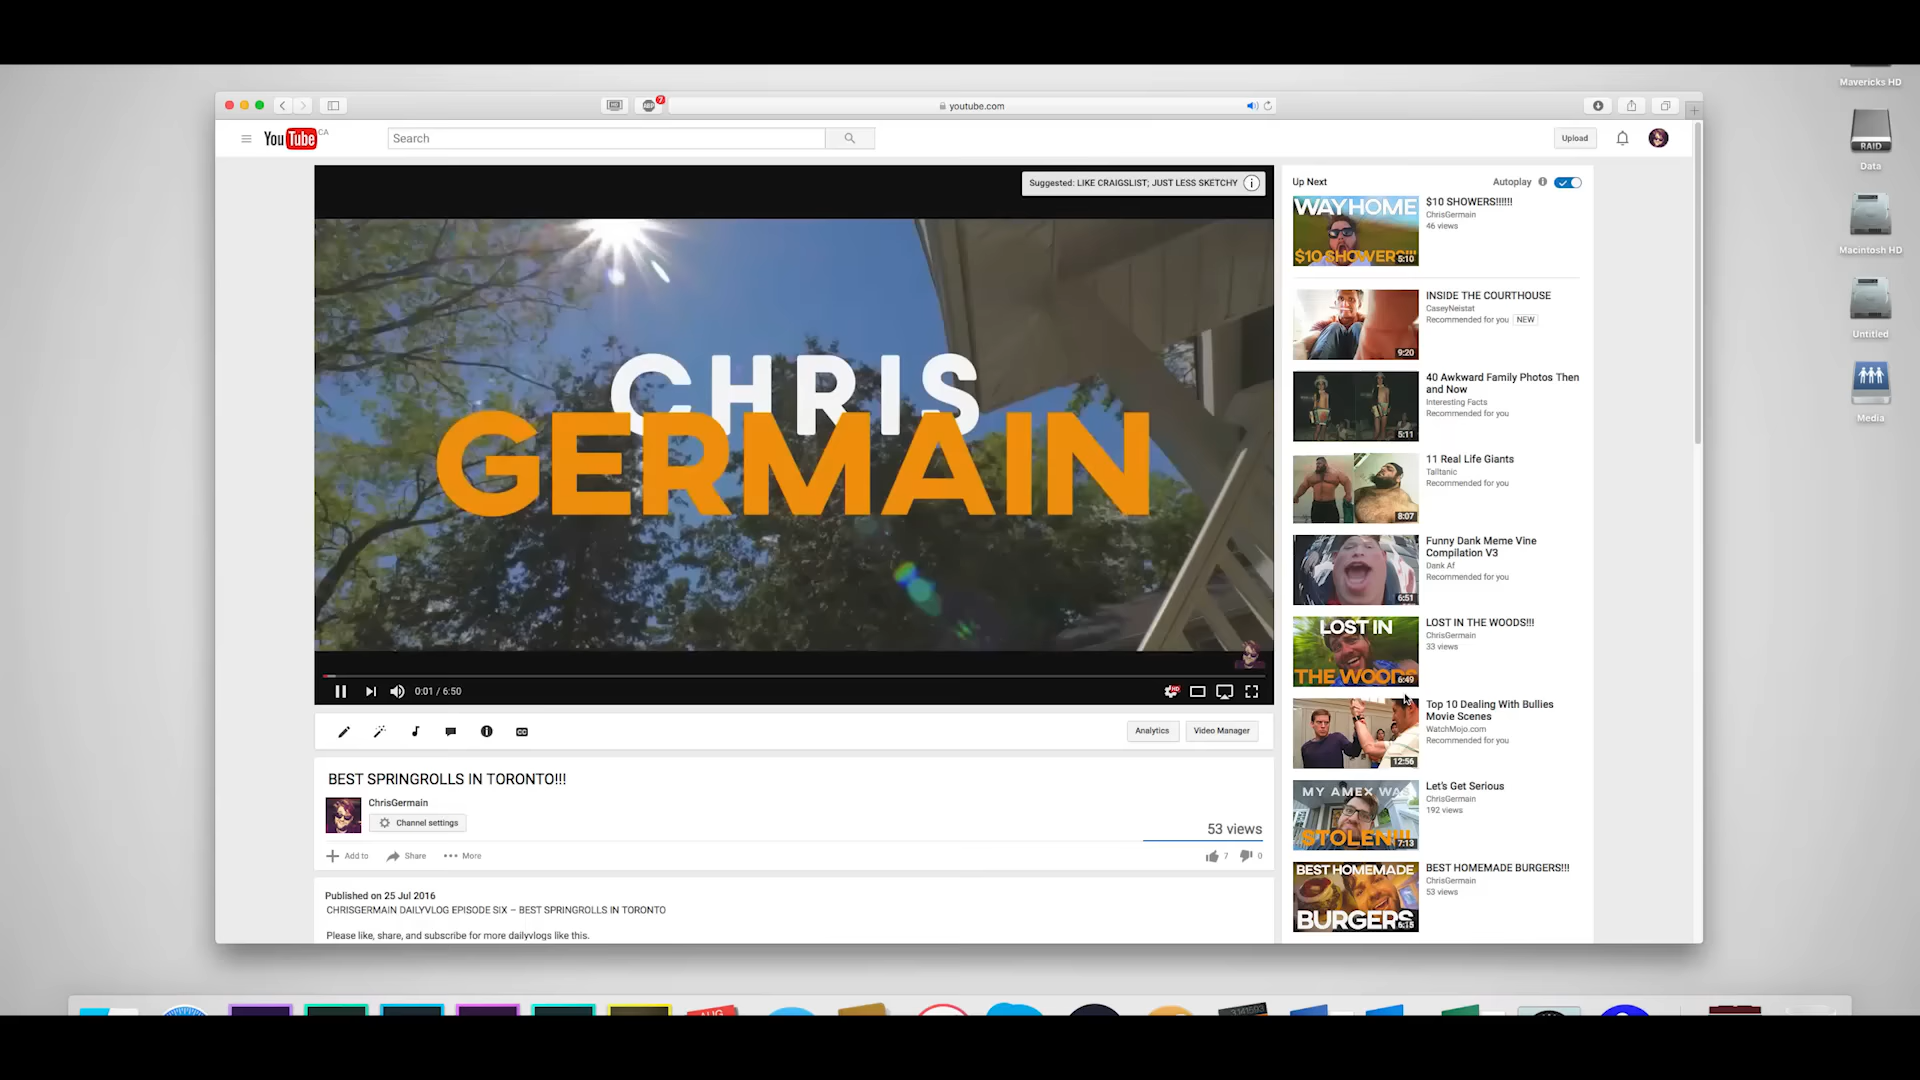 Mavericks HD
RAID
Data
Macintosh HD
Untitled
Media
ABP
7
youtube.com
YouTube CA
Search
Upload
Suggested: LIKE CRAIGSLIST; JUST LESS SKETCHY
CHRIS
GERMAIN
0:01 / 6:50
HD
CC
Analytics
Video Manager
BEST SPRINGROLLS IN TORONTO!!!
ChrisGermain
Channel settings
53 views
Add to
Share
More
7
0
Published on 25 Jul 2016
CHRISGERMAIN DAILYVLOG EPISODE SIX – BEST SPRINGROLLS IN TORONTO
Please like, share, and subscribe for more dailyvlogs like this.
Up Next
Autoplay
WAYHOME
$10 SHOWERS!!!
5:10
$10 SHOWERS!!!!!!
ChrisGermain
46 views
9:20
INSIDE THE COURTHOUSE
CaseyNeistat
Recommended for you NEW
5:11
40 Awkward Family Photos Then
and Now
Interesting Facts
Recommended for you
8:07
11 Real Life Giants
Talltanic
Recommended for you
6:51
Funny Dank Meme Vine
Compilation V3
Dank Af
Recommended for you
LOST IN
THE WOODS
6:49
LOST IN THE WOODS!!!
ChrisGermain
33 views
12:56
Top 10 Dealing With Bullies
Movie Scenes
WatchMojo.com
Recommended for you
MY AMEX WAS
STOLEN!!!
7:13
Let's Get Serious
ChrisGermain
192 views
BEST HOMEMADE
BURGERS
6:15
BEST HOMEMADE BURGERS!!!
ChrisGermain
53 views
AUG